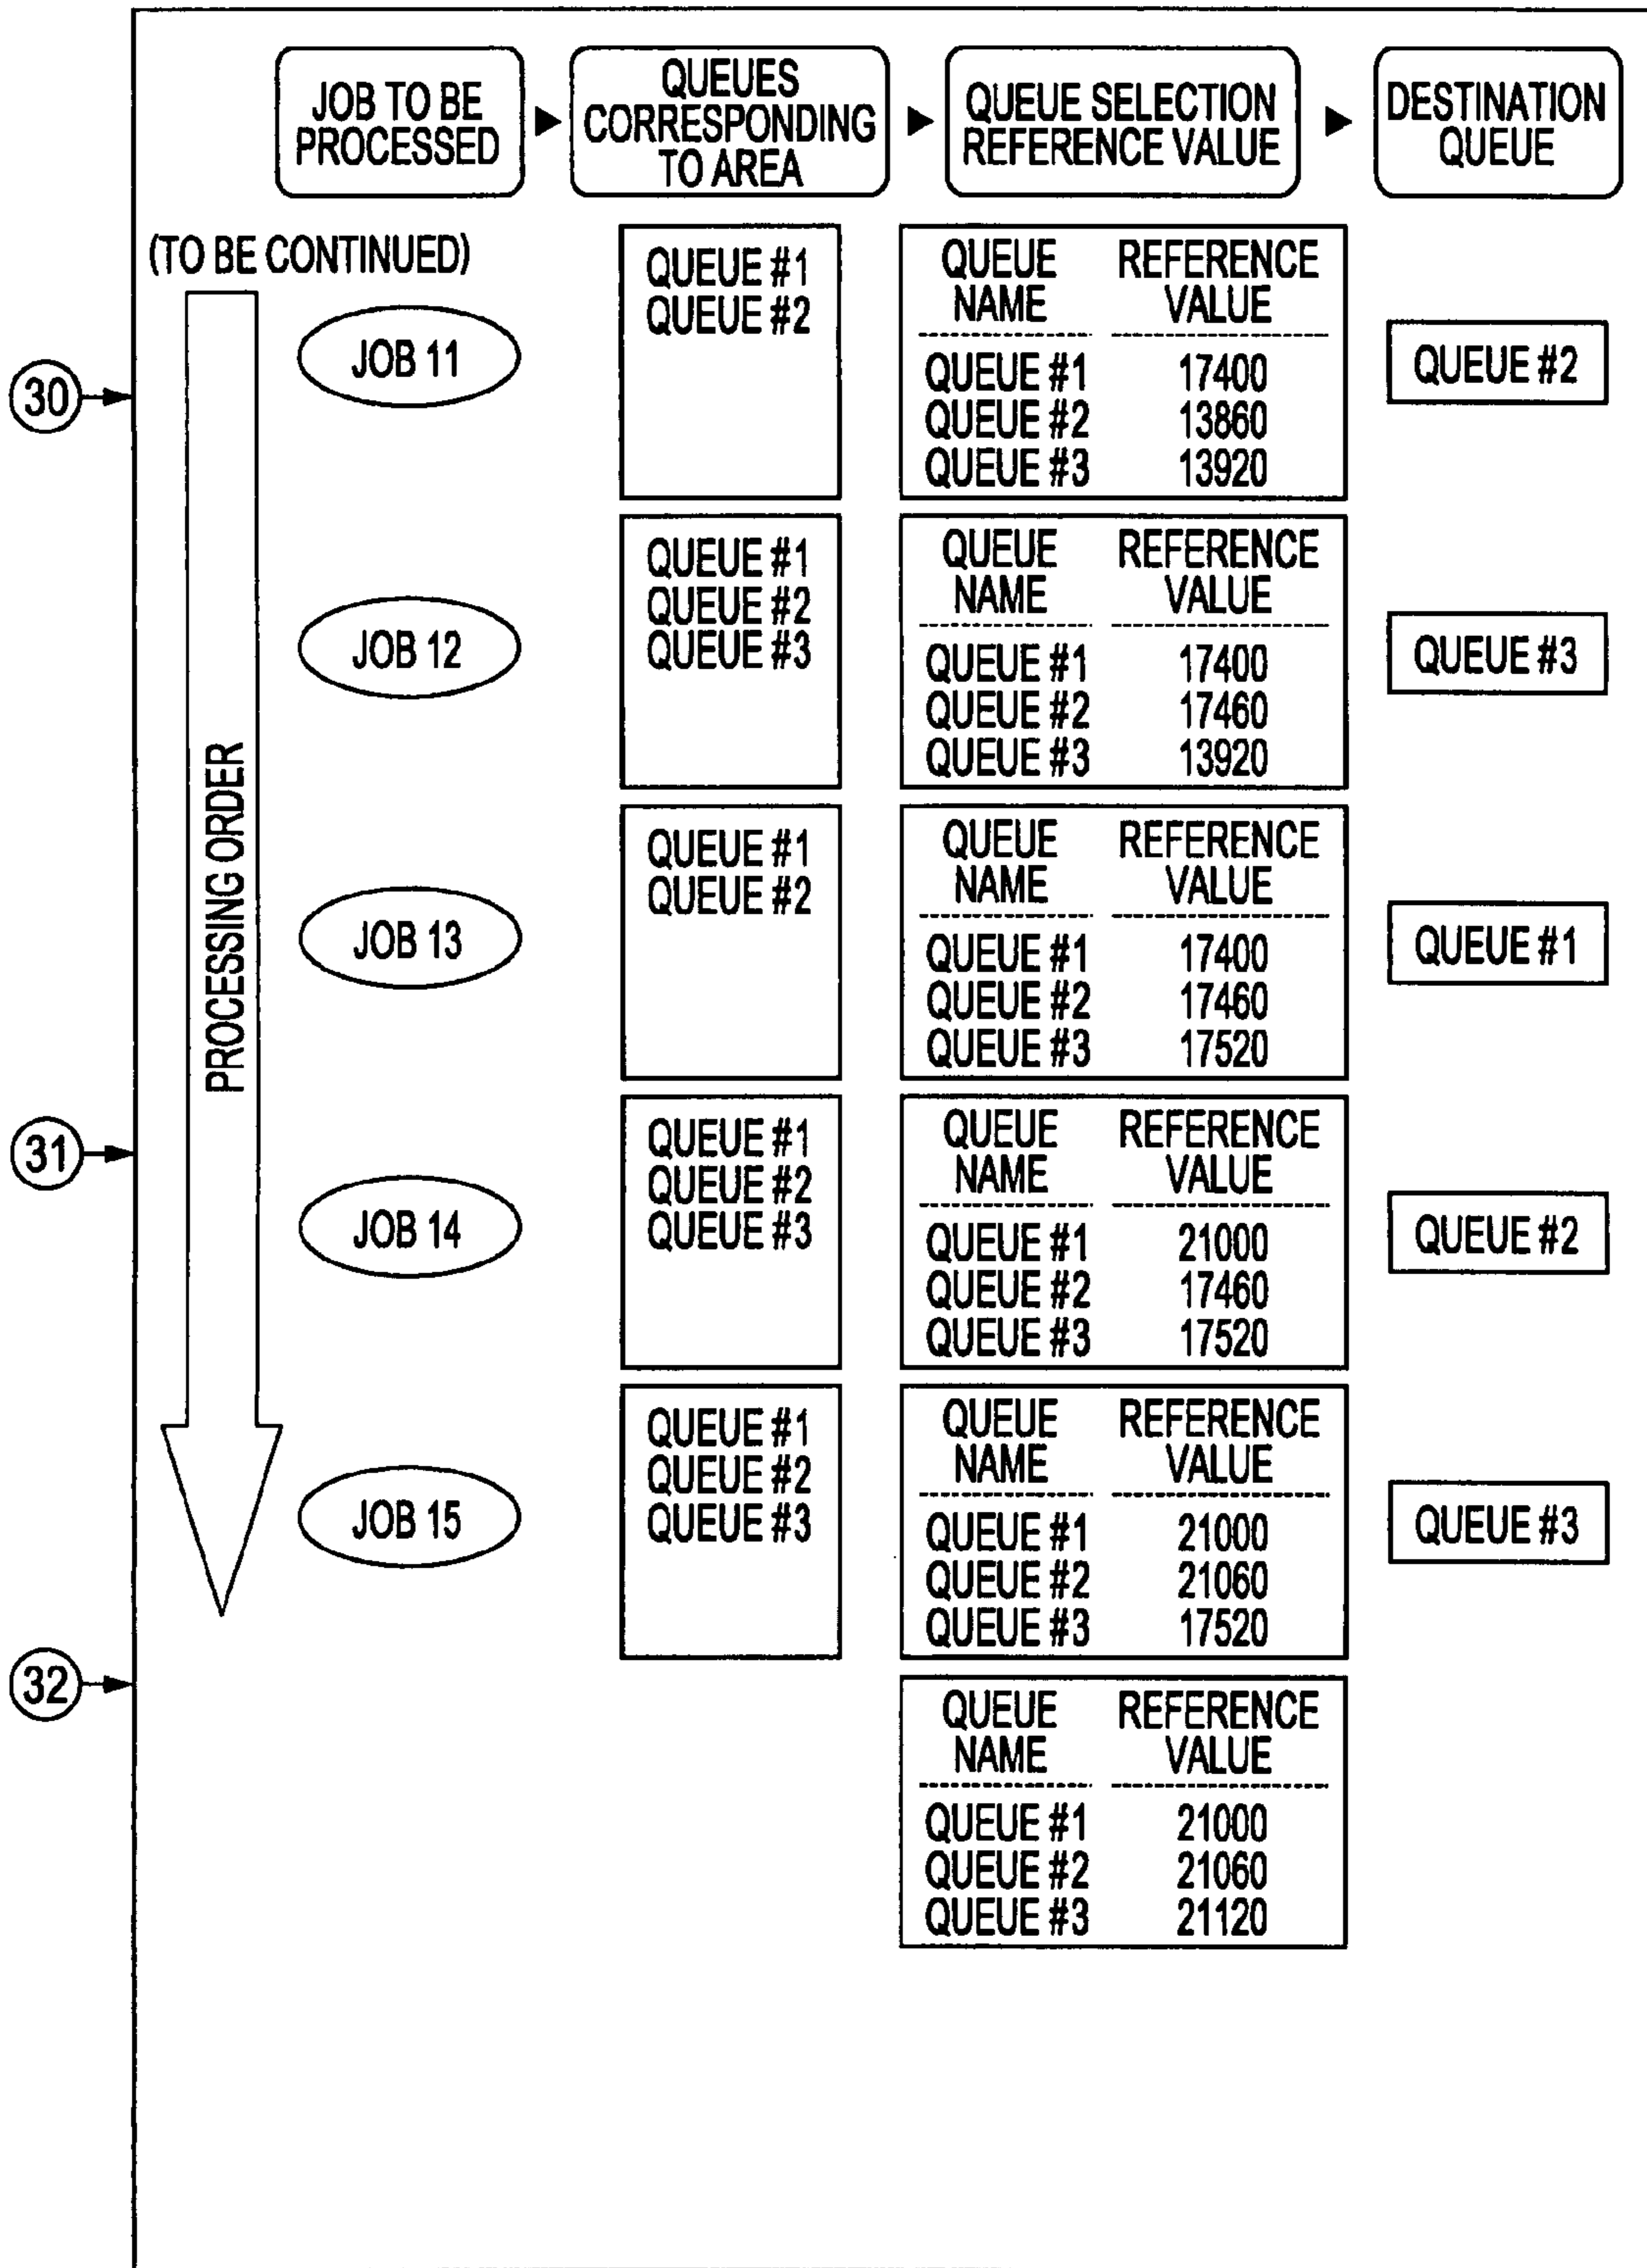 JOB TO BE
PROCESSED
QUEUES
CORRESPONDING
TO AREA
QUEUE SELECTION
REFERENCE VALUE
DESTINATION
QUEUE
(TO BE CONTINUED)
PROCESSING ORDER
30
JOB 11
QUEUE #1
QUEUE #2
QUEUE NAME REFERENCE VALUE
QUEUE #1 17400
QUEUE #2 13860
QUEUE #3 13920
QUEUE #2
JOB 12
QUEUE #1
QUEUE #2
QUEUE #3
QUEUE NAME REFERENCE VALUE
QUEUE #1 17400
QUEUE #2 17460
QUEUE #3 13920
QUEUE #3
JOB 13
QUEUE #1
QUEUE #2
QUEUE NAME REFERENCE VALUE
QUEUE #1 17400
QUEUE #2 17460
QUEUE #3 17520
QUEUE #1
31
JOB 14
QUEUE #1
QUEUE #2
QUEUE #3
QUEUE NAME REFERENCE VALUE
QUEUE #1 21000
QUEUE #2 17460
QUEUE #3 17520
QUEUE #2
JOB 15
QUEUE #1
QUEUE #2
QUEUE #3
QUEUE NAME REFERENCE VALUE
QUEUE #1 21000
QUEUE #2 21060
QUEUE #3 17520
QUEUE #3
32
QUEUE NAME REFERENCE VALUE
QUEUE #1 21000
QUEUE #2 21060
QUEUE #3 21120